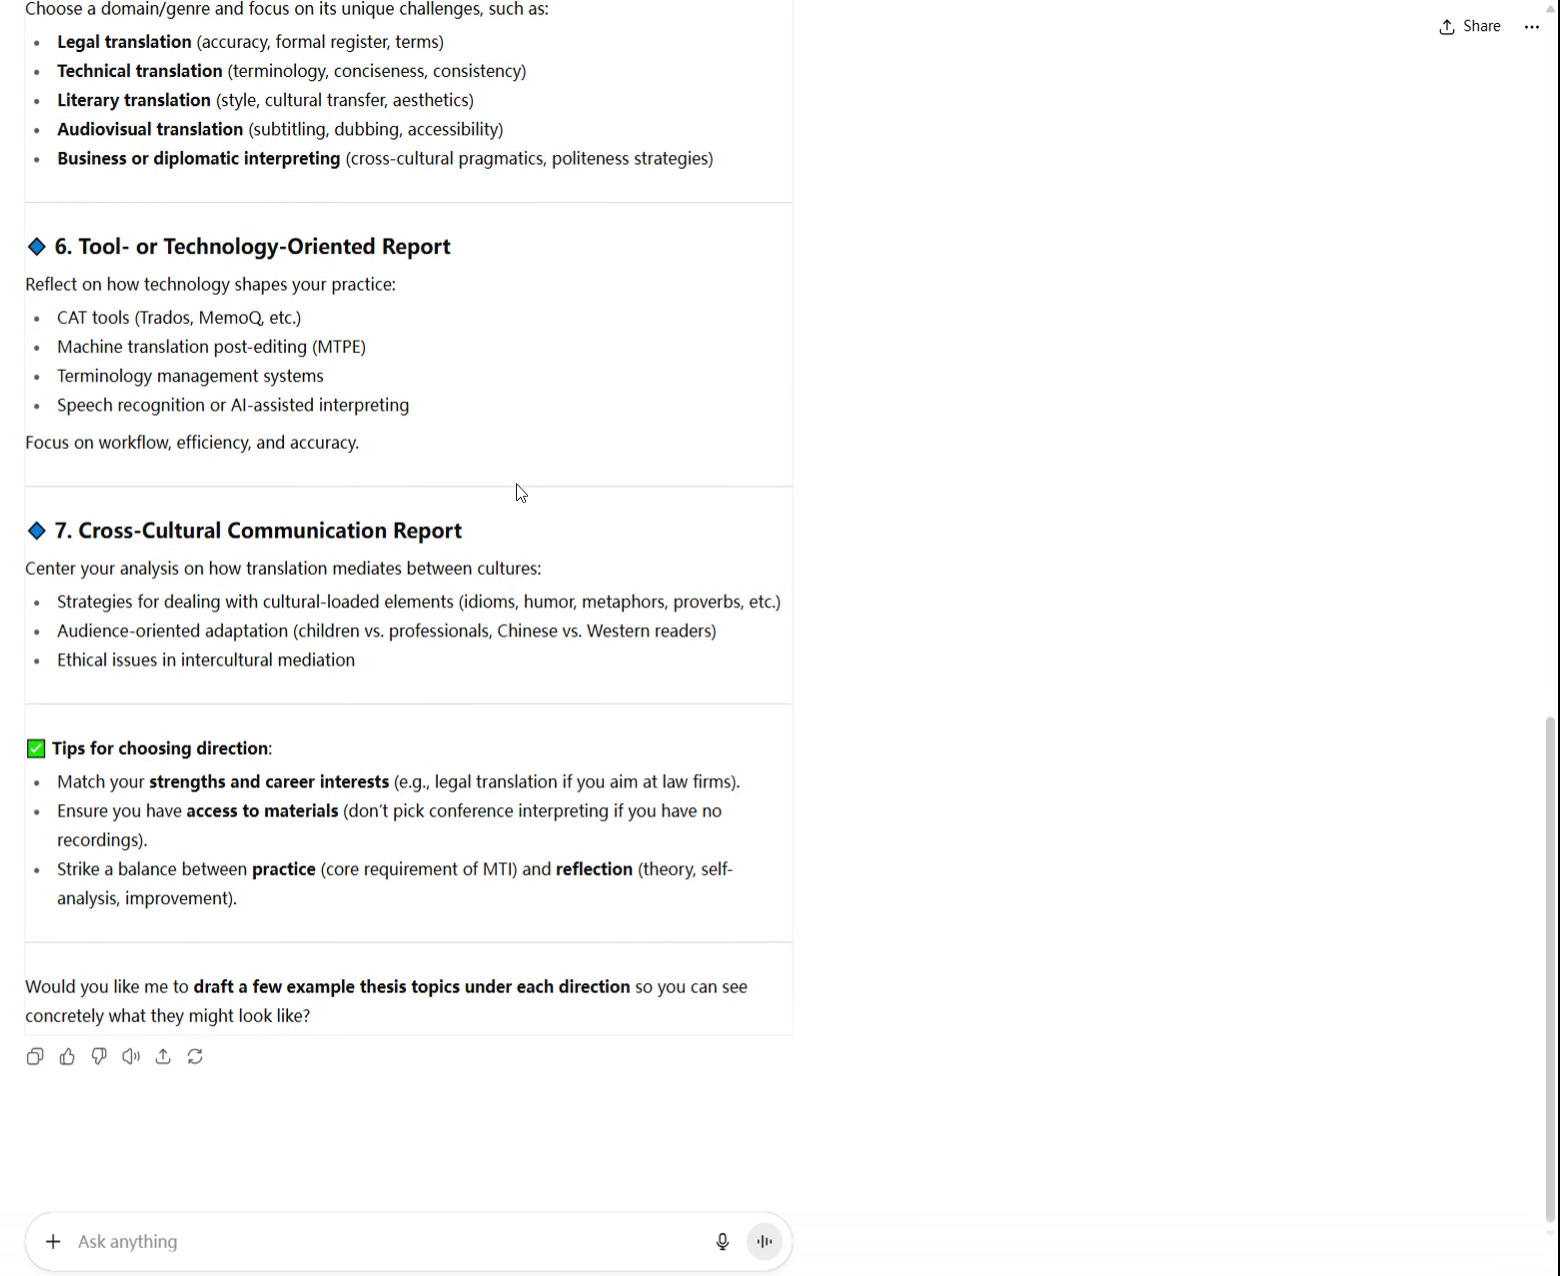 Choose a domain/genre and focus on its unique challenges, such as:
Share
• Legal translation (accuracy, formal register, terms)
• Technical translation (terminology, conciseness, consistency)
• Literary translation (style, cultural transfer, aesthetics)
• Audiovisual translation (subtitling, dubbing, accessibility)
• Business or diplomatic interpreting (cross-cultural pragmatics, politeness strategies)
6. Tool- or Technology-Oriented Report
Reflect on how technology shapes your practice:
• CAT tools (Trados, MemoQ, etc.)
• Machine translation post-editing (MTPE)
• Terminology management systems
• Speech recognition or AI-assisted interpreting
Focus on workflow, efficiency, and accuracy.
7. Cross-Cultural Communication Report
Center your analysis on how translation mediates between cultures:
• Strategies for dealing with cultural-loaded elements (idioms, humor, metaphors, proverbs, etc.)
• Audience-oriented adaptation (children vs. professionals, Chinese vs. Western readers)
• Ethical issues in intercultural mediation
✅ Tips for choosing direction:
• Match your strengths and career interests (e.g., legal translation if you aim at law firms).
• Ensure you have access to materials (don't pick conference interpreting if you have no
recordings).
• Strike a balance between practice (core requirement of MTI) and reflection (theory, self-
analysis, improvement).
Would you like me to draft a few example thesis topics under each direction so you can see
concretely what they might look like?
Ask anything